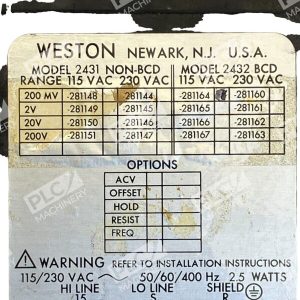 WESTON NEWARK, N.J. U.S.A.
MODEL 2431 NON-BCD MODEL 2432 BCD
RANGE 115 VAC 230 VAC 115 VAC 230 VAC
200 MV -281148 -281144 -281164 -281160
2V -281149 -281145 -281165 -281161
20V -281150 -281146 -281166 -281162
200V -281151 -281147 -281167 -281163
OPTIONS
ACV
OFFSET
HOLD
RESIST
FREQ
PLC
MACHINERY
⚠ WARNING REFER TO INSTALLATION INSTRUCTIONS
115/230 VAC ~ 50/60/400 Hz 2.5 WATTS
HI LINE LO LINE SHIELD
15 S R